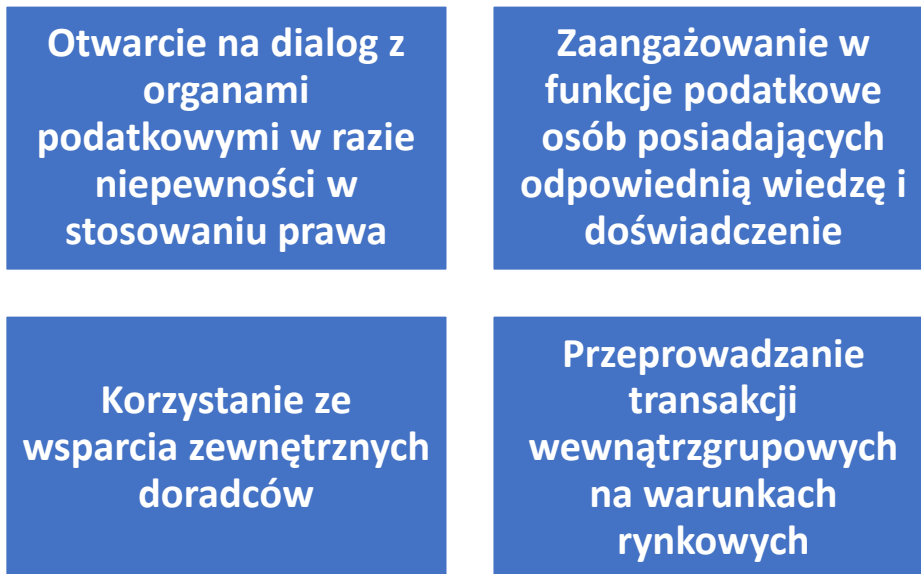 Otwarcie na dialog z
organami
podatkowymi w razie
niepewności w
stosowaniu prawa
Zaangażowanie w
funkcje podatkowe
osób posiadających
odpowiednią wiedzę i
doświadczenie
Korzystanie ze
wsparcia zewnętrznych
doradców
Przeprowadzanie
transakcji
wewnątrzgrupowych
na warunkach
rynkowych